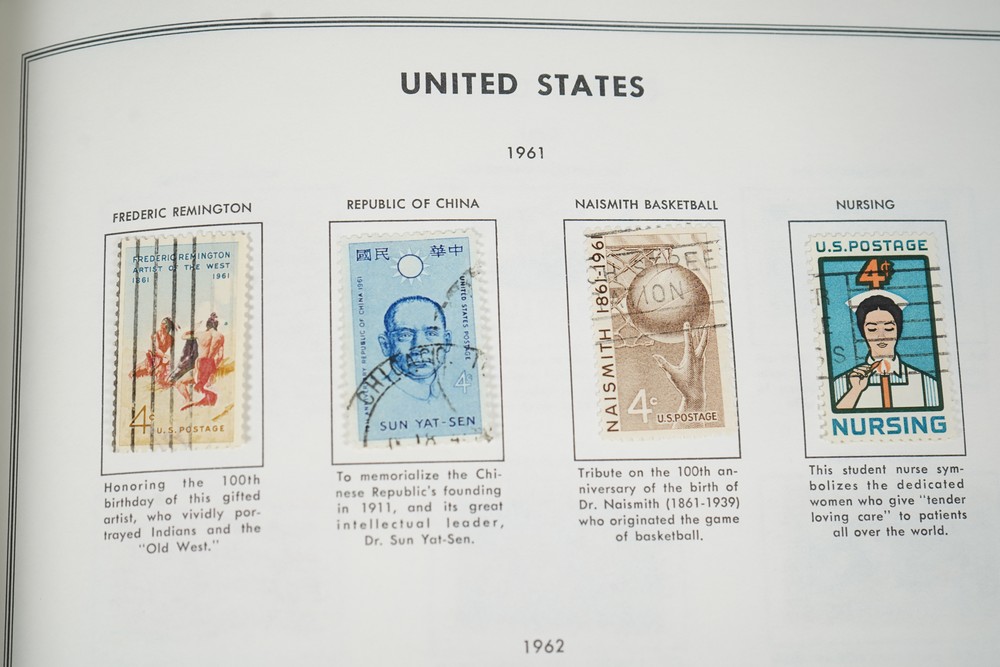 UNITED STATES
1961
FREDERIC REMINGTON
FREDERIC REMINGTON
ARTIST OF THE WEST
1861 1961
4c
U.S. POSTAGE
Honoring the 100th
birthday of this gifted
artist, who vividly por-
trayed Indians and the
"Old West."
REPUBLIC OF CHINA
國民 華中
REPUBLIC OF CHINA 1961
UNITED STATES POSTAGE
4¢
CHICAGO
SUN YAT-SEN
To memorialize the Chi-
nese Republic's founding
in 1911, and its great
intellectual leader,
Dr. Sun Yat-Sen.
NAISMITH BASKETBALL
NAISMITH 1861-1961
ION
4c
U.S. POSTAGE
Tribute on the 100th an-
niversary of the birth of
Dr. Naismith (1861-1939)
who originated the game
of basketball.
NURSING
U.S. POSTAGE
4¢
NURSING
This student nurse sym-
bolizes the dedicated
women who give "tender
loving care" to patients
all over the world.
1962